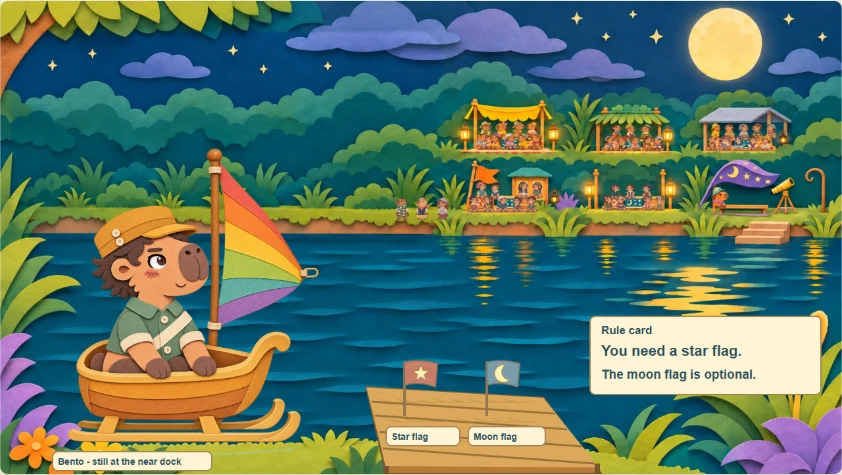 Rule card
You need a star flag.
The moon flag is optional.
Star flag
Moon flag
Bento - still at the near dock